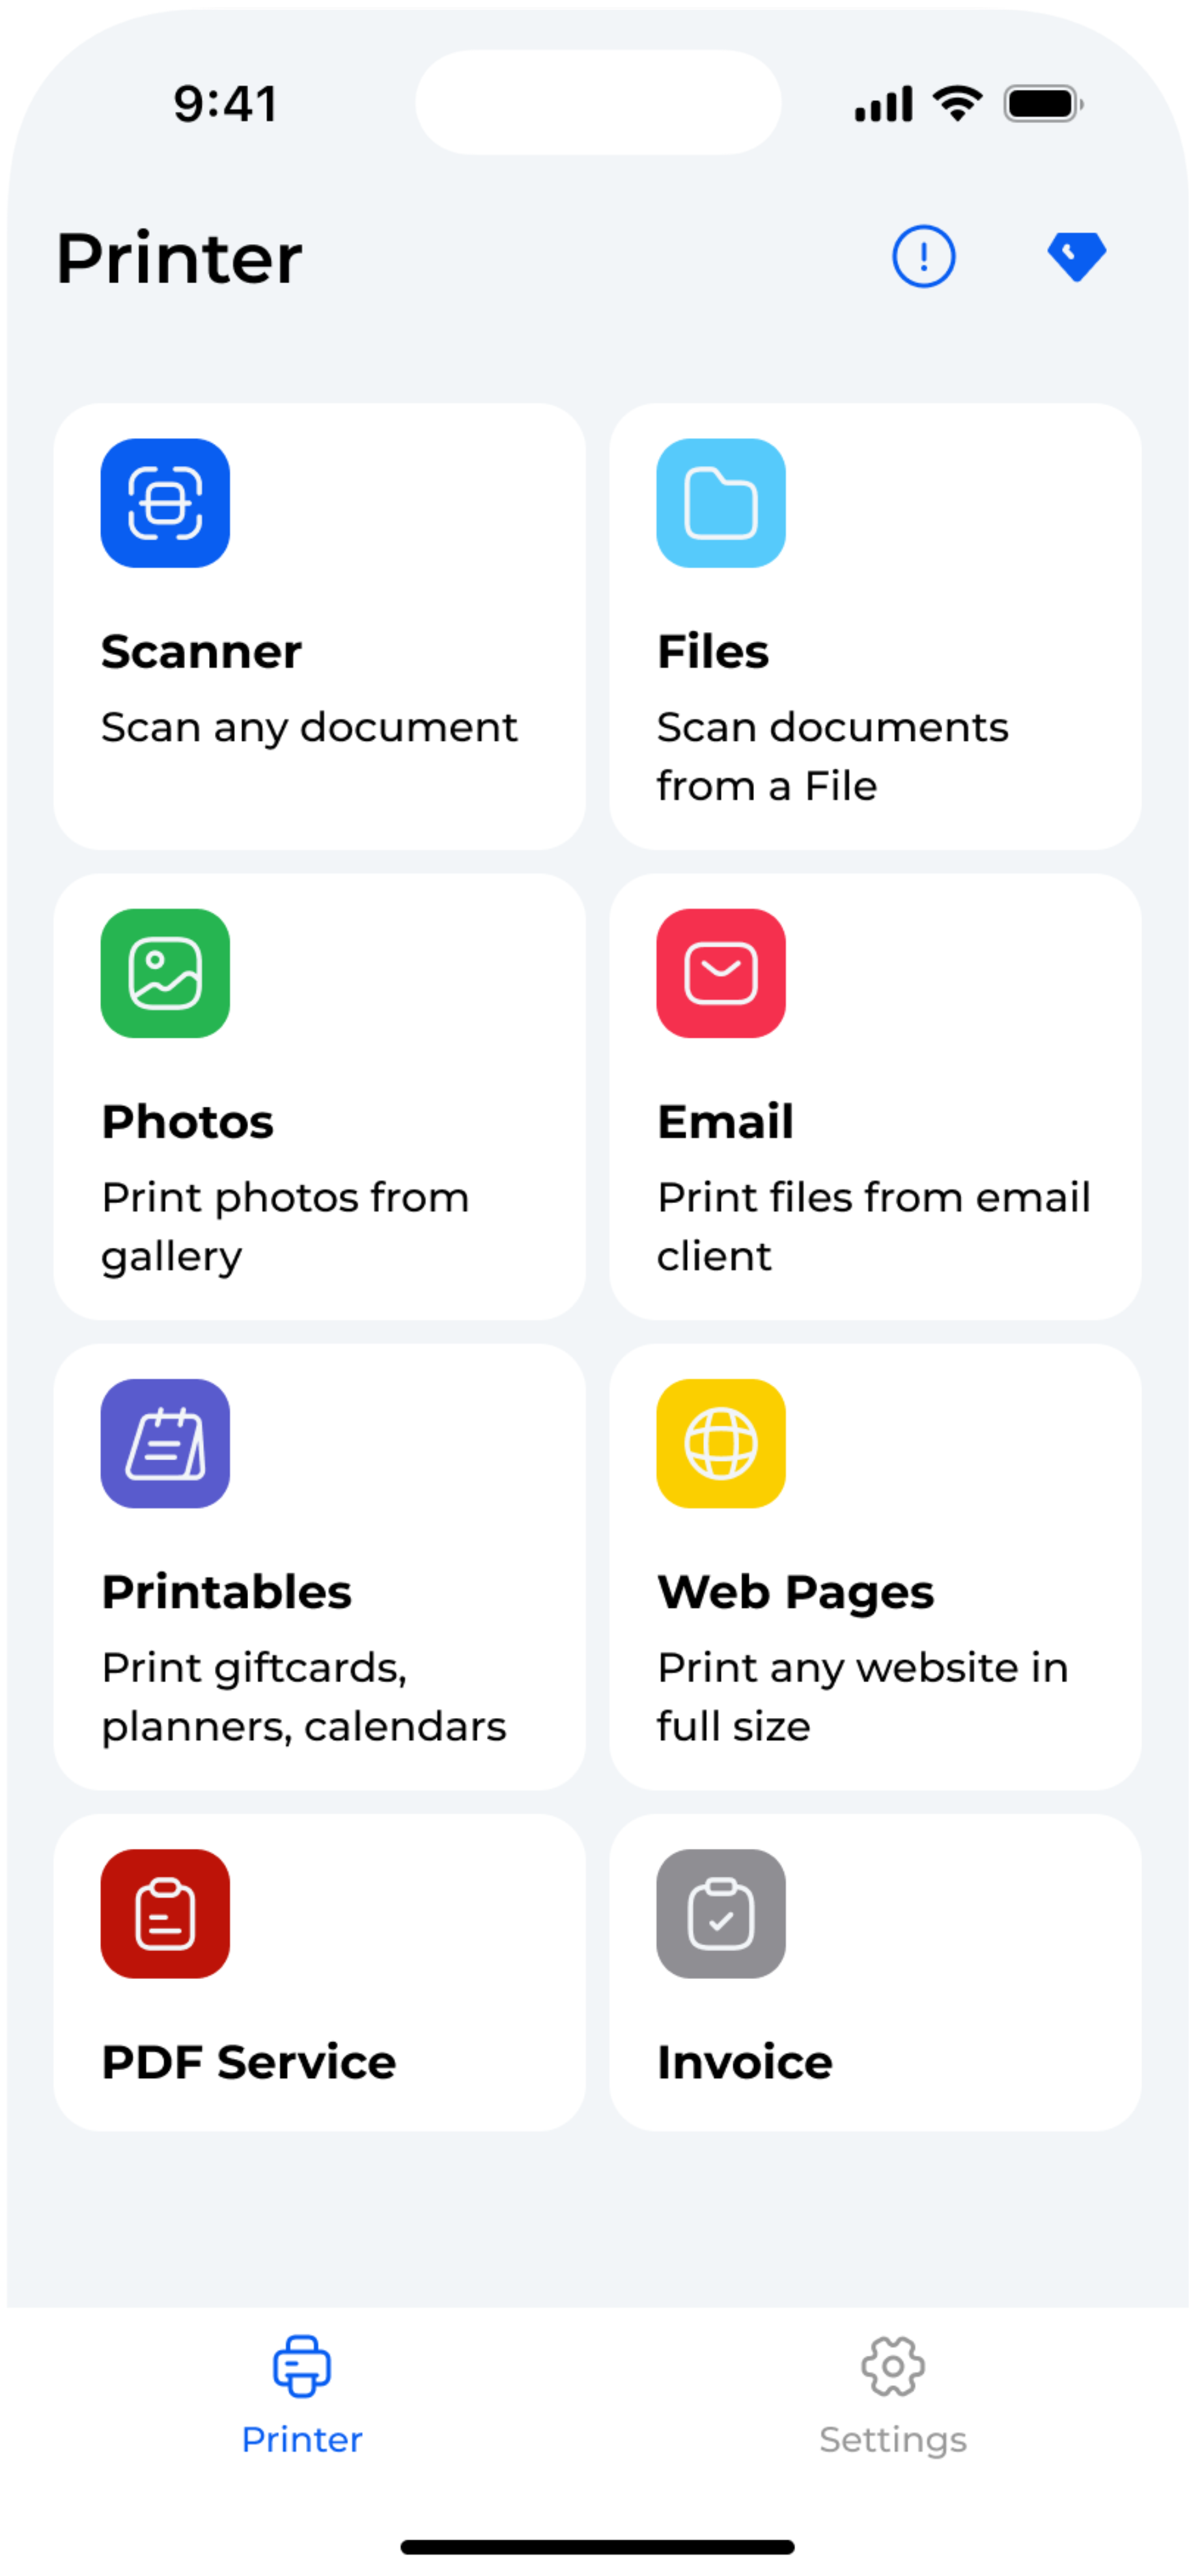 9:41
Printer
Scanner
Scan any document
Files
Scan documents
from a File
Photos
Print photos from
gallery
Email
Print files from email
client
Printables
Print giftcards,
planners, calendars
Web Pages
Print any website in
full size
PDF Service
Invoice
Printer
Settings